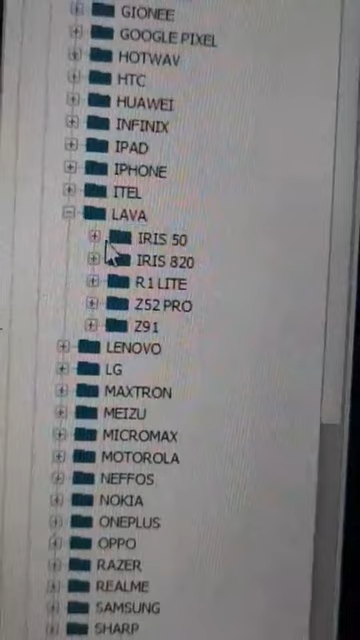 GIONEE
GOOGLE PIXEL
HOTWAV
HTC
HUAWEI
INFINIX
IPAD
IPHONE
ITEL
LAVA
IRIS 50
IRIS 820
R1 LITE
Z52 PRO
Z91
LENOVO
LG
MAXTRON
MEIZU
MICROMAX
MOTOROLA
NEFFOS
NOKIA
ONEPLUS
OPPO
RAZER
REALME
SAMSUNG
SHARP